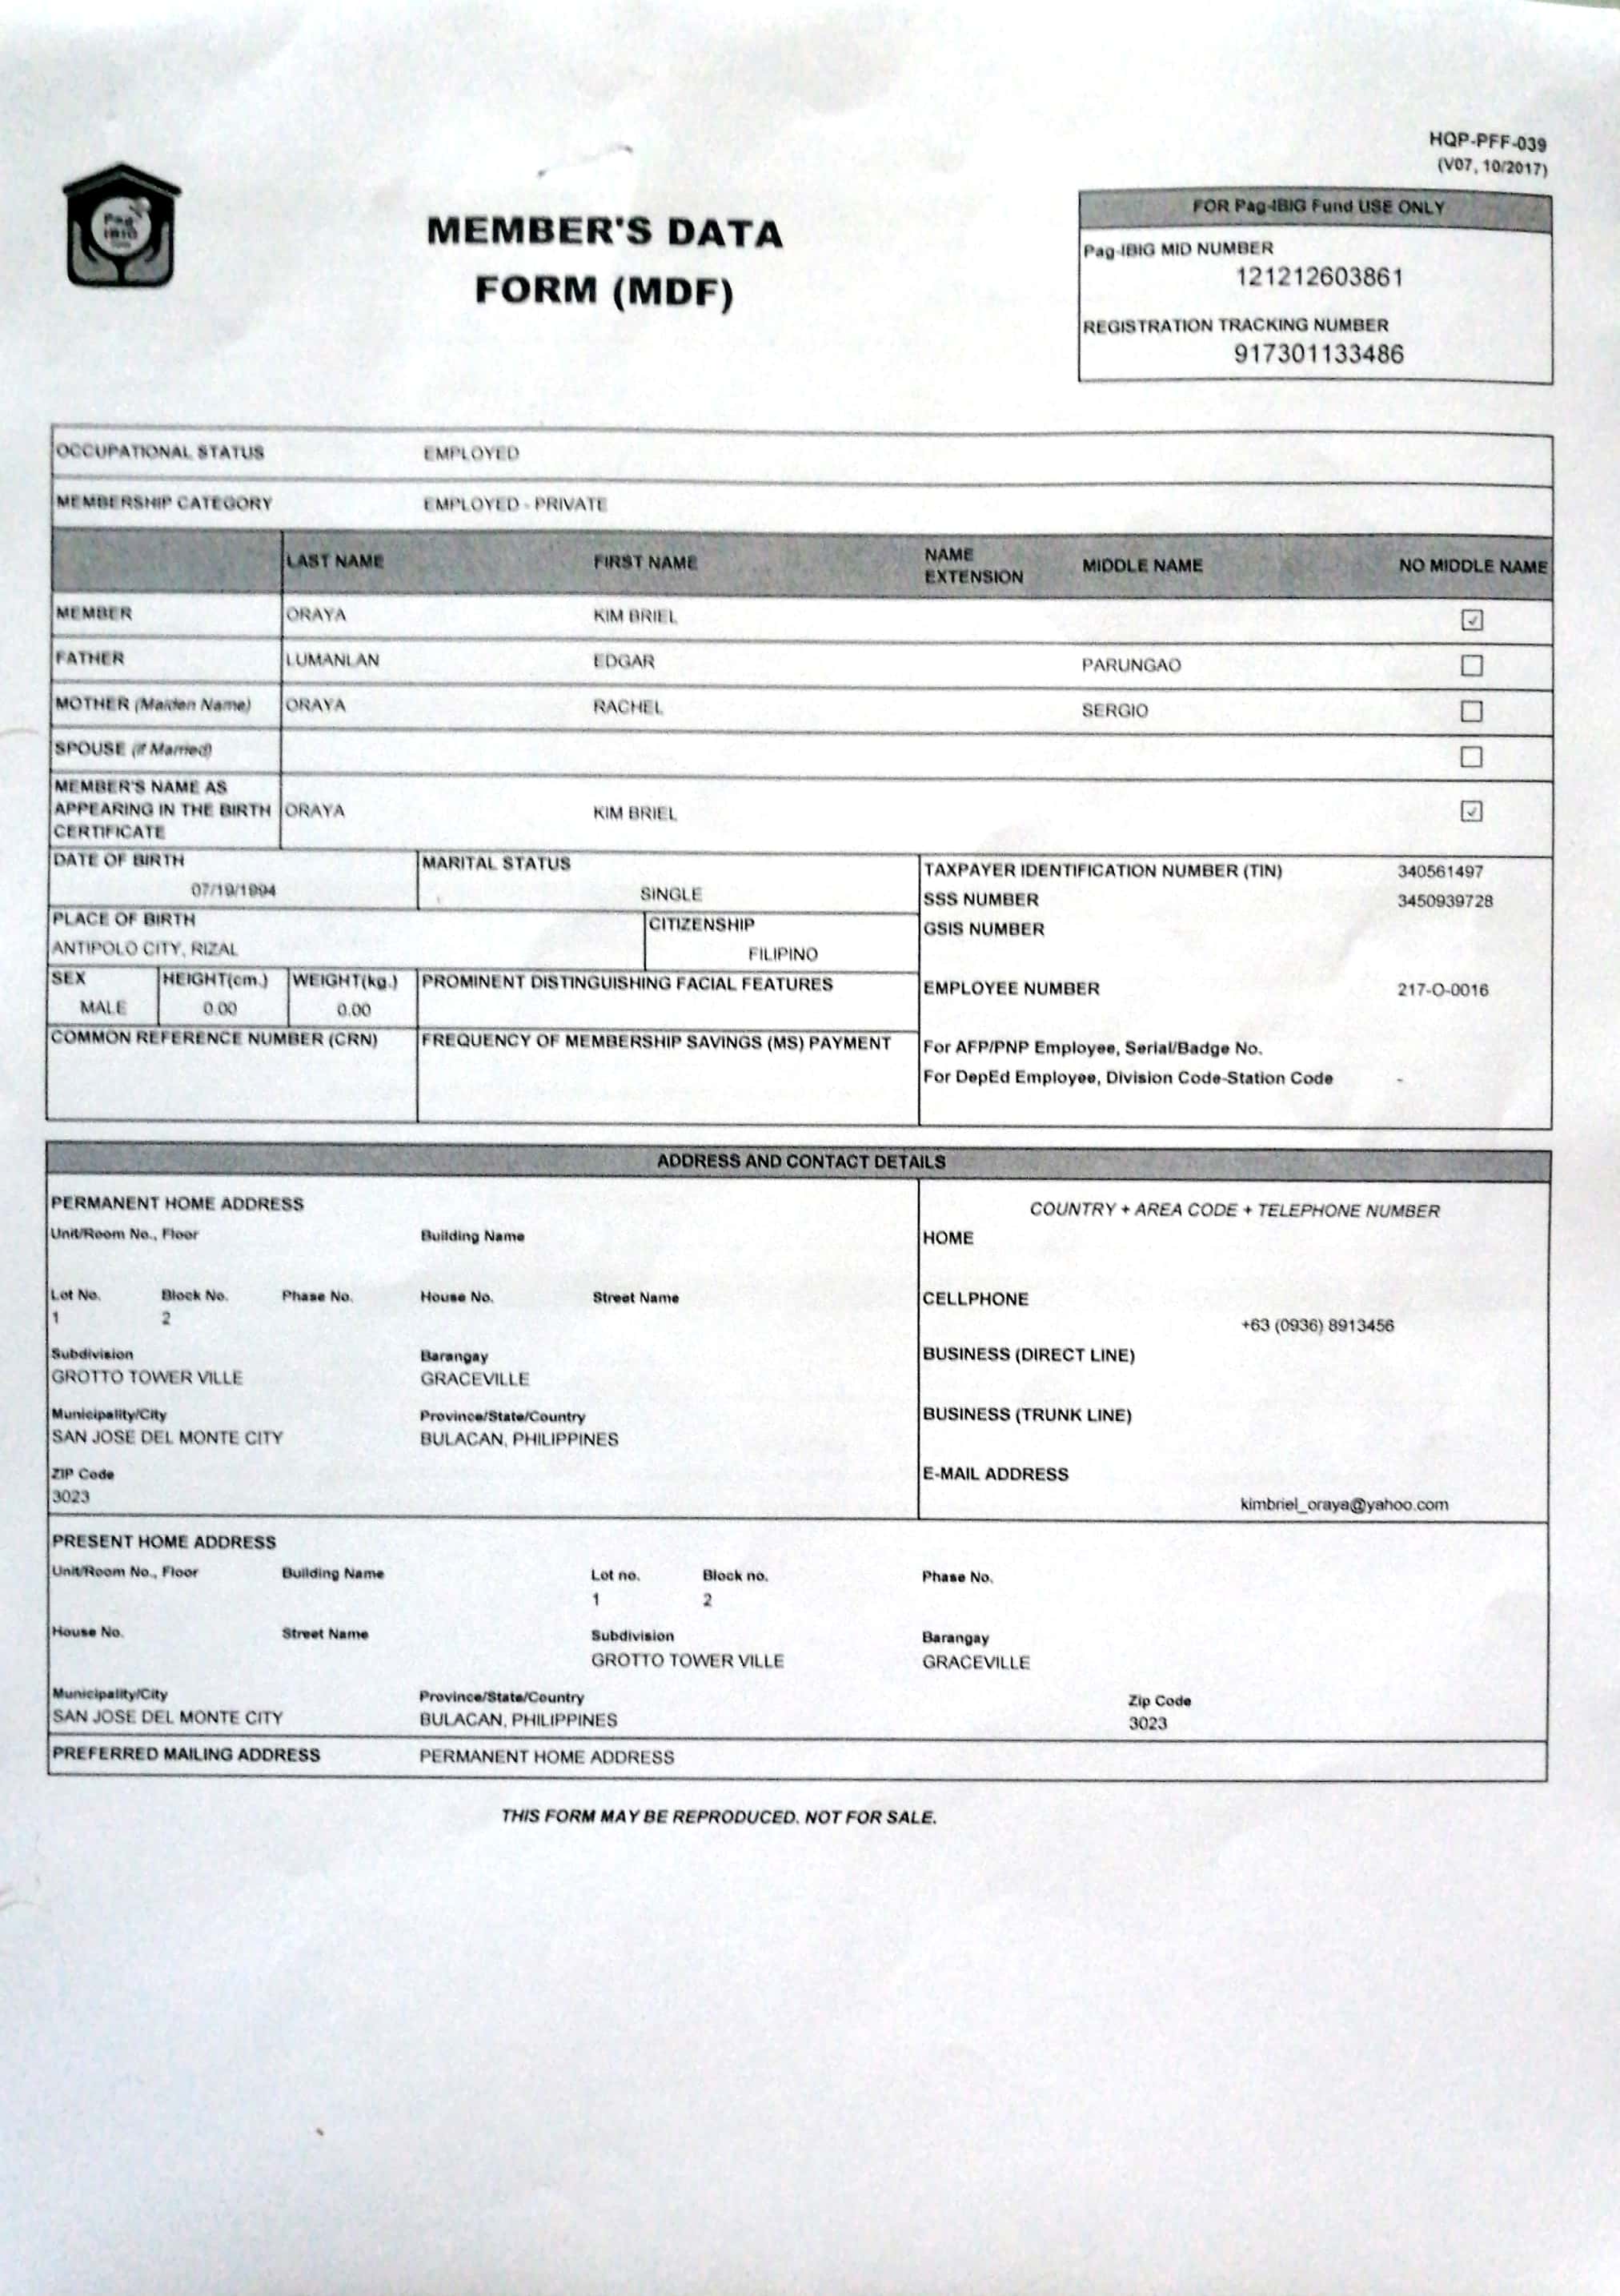 HQP-PFF-039
(V07, 10/2017)
Pag-IBIG
MEMBER'S DATA
FORM (MDF)
FOR Pag-IBIG Fund USE ONLY
Pag-IBIG MID NUMBER
121212603861
REGISTRATION TRACKING NUMBER
917301133486
OCCUPATIONAL STATUS EMPLOYED
MEMBERSHIP CATEGORY EMPLOYED - PRIVATE
LAST NAME FIRST NAME NAME EXTENSION MIDDLE NAME NO MIDDLE NAME
MEMBER ORAYA KIM BRIEL
FATHER LUMANLAN EDGAR PARUNGAO
MOTHER (Maiden Name) ORAYA RACHEL SERGIO
SPOUSE (If Married)
MEMBER'S NAME AS
APPEARING IN THE BIRTH ORAYA KIM BRIEL
CERTIFICATE
DATE OF BIRTH MARITAL STATUS TAXPAYER IDENTIFICATION NUMBER (TIN) 340561497
07/19/1994 SINGLE SSS NUMBER 3450939728
PLACE OF BIRTH CITIZENSHIP GSIS NUMBER
ANTIPOLO CITY, RIZAL FILIPINO
SEX HEIGHT(cm.) WEIGHT(kg.) PROMINENT DISTINGUISHING FACIAL FEATURES EMPLOYEE NUMBER 217-O-0016
MALE 0.00 0.00
COMMON REFERENCE NUMBER (CRN) FREQUENCY OF MEMBERSHIP SAVINGS (MS) PAYMENT For AFP/PNP Employee, Serial/Badge No.
For DepEd Employee, Division Code-Station Code -
ADDRESS AND CONTACT DETAILS
PERMANENT HOME ADDRESS COUNTRY + AREA CODE + TELEPHONE NUMBER
Unit/Room No., Floor Building Name HOME
Lot No. Block No. Phase No. House No. Street Name CELLPHONE
1 2 +63 (0936) 8913456
Subdivision Barangay BUSINESS (DIRECT LINE)
GROTTO TOWER VILLE GRACEVILLE
Municipality/City Province/State/Country BUSINESS (TRUNK LINE)
SAN JOSE DEL MONTE CITY BULACAN, PHILIPPINES
ZIP Code E-MAIL ADDRESS
3023 kimbriel_oraya@yahoo.com
PRESENT HOME ADDRESS
Unit/Room No., Floor Building Name Lot no. Block no. Phase No.
1 2
House No. Street Name Subdivision Barangay
GROTTO TOWER VILLE GRACEVILLE
Municipality/City Province/State/Country Zip Code
SAN JOSE DEL MONTE CITY BULACAN, PHILIPPINES 3023
PREFERRED MAILING ADDRESS PERMANENT HOME ADDRESS
THIS FORM MAY BE REPRODUCED. NOT FOR SALE.